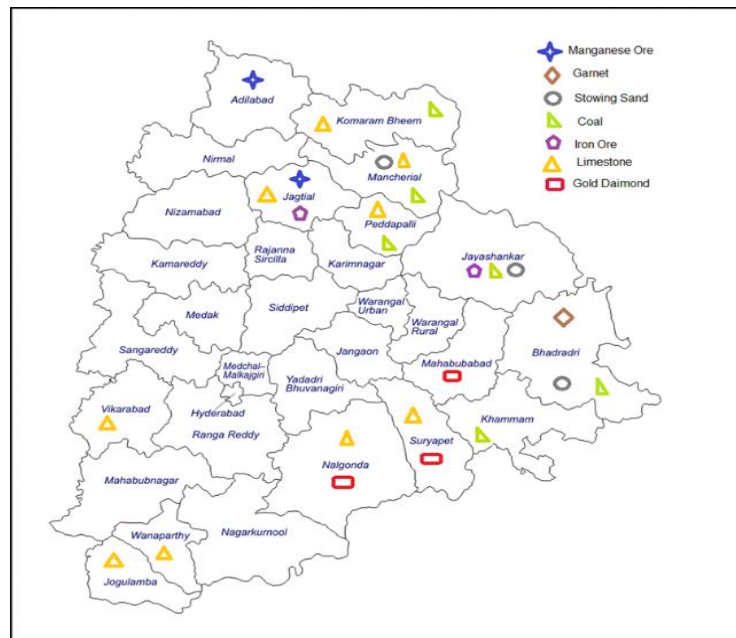 Manganese Ore
Garnet
Stowing Sand
Coal
Iron Ore
Limestone
Gold Daimond
Adilabad
Komaram Bheem
Nirmal
Mancherial
Jagtial
Nizamabad
Peddapalli
Rajanna
Sircilla
Karimnagar
Jayashankar
Kamareddy
Medak
Siddipet
Warangal
Urban
Warangal
Rural
Sangareddy
Jangaon
Mahabubabad
Bhadradri
Medchal–
Malkajgiri
Yadadri
Bhuvanagiri
Vikarabad
Hyderabad
Ranga Reddy
Khammam
Suryapet
Nalgonda
Mahabubnagar
Wanaparthy
Nagarkurnool
Jogulamba